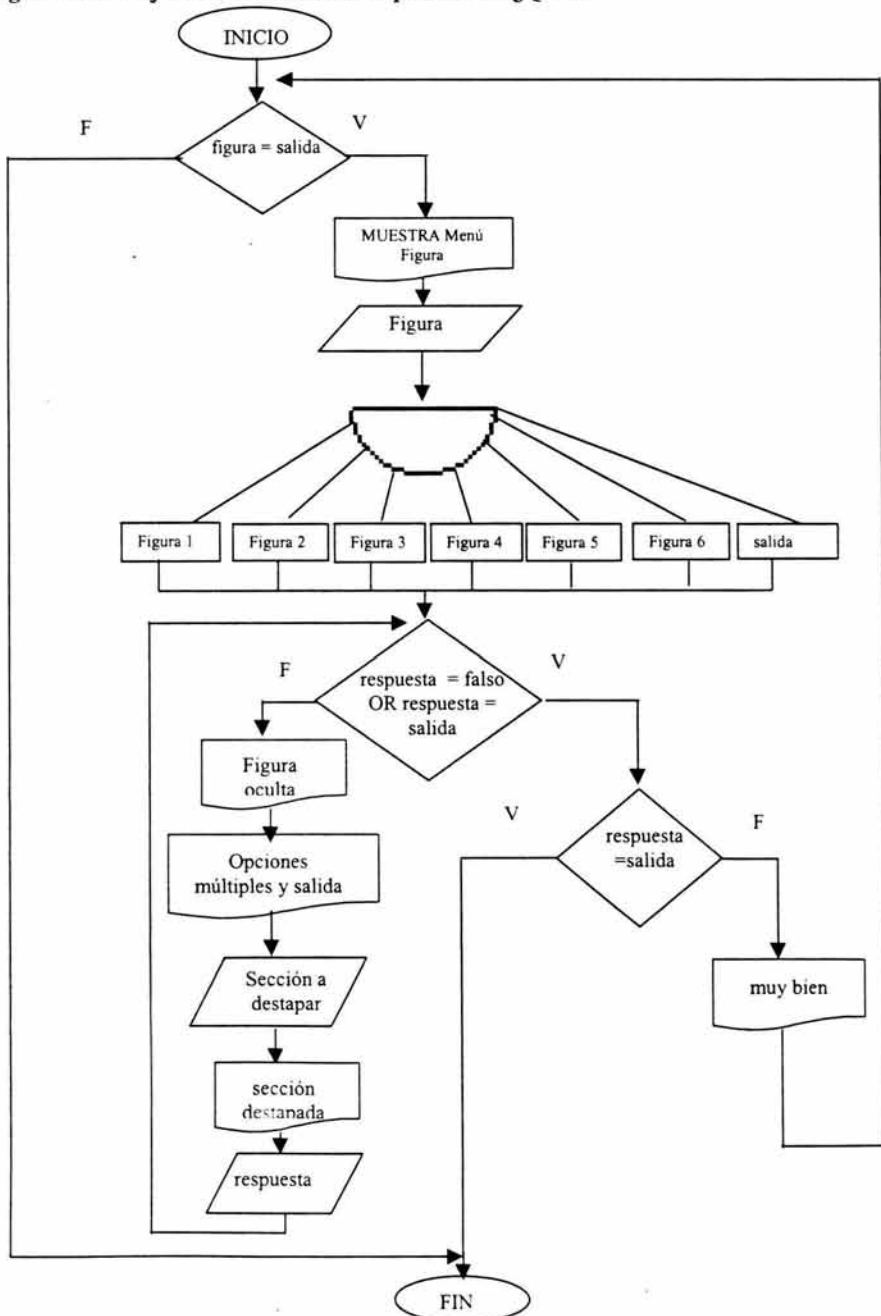 INICIO
F
V
figura = salida
MUESTRA Menú
Figura
Figura
Figura 1
Figura 2
Figura 3
Figura 4
Figura 5
Figura 6
salida
F
V
respuesta = falso
OR respuesta =
salida
Figura
oculta
V
F
respuesta
=salida
Opciones
múltiples y salida
Sección a
destapar
muy bien
sección
destapada
respuesta
FIN